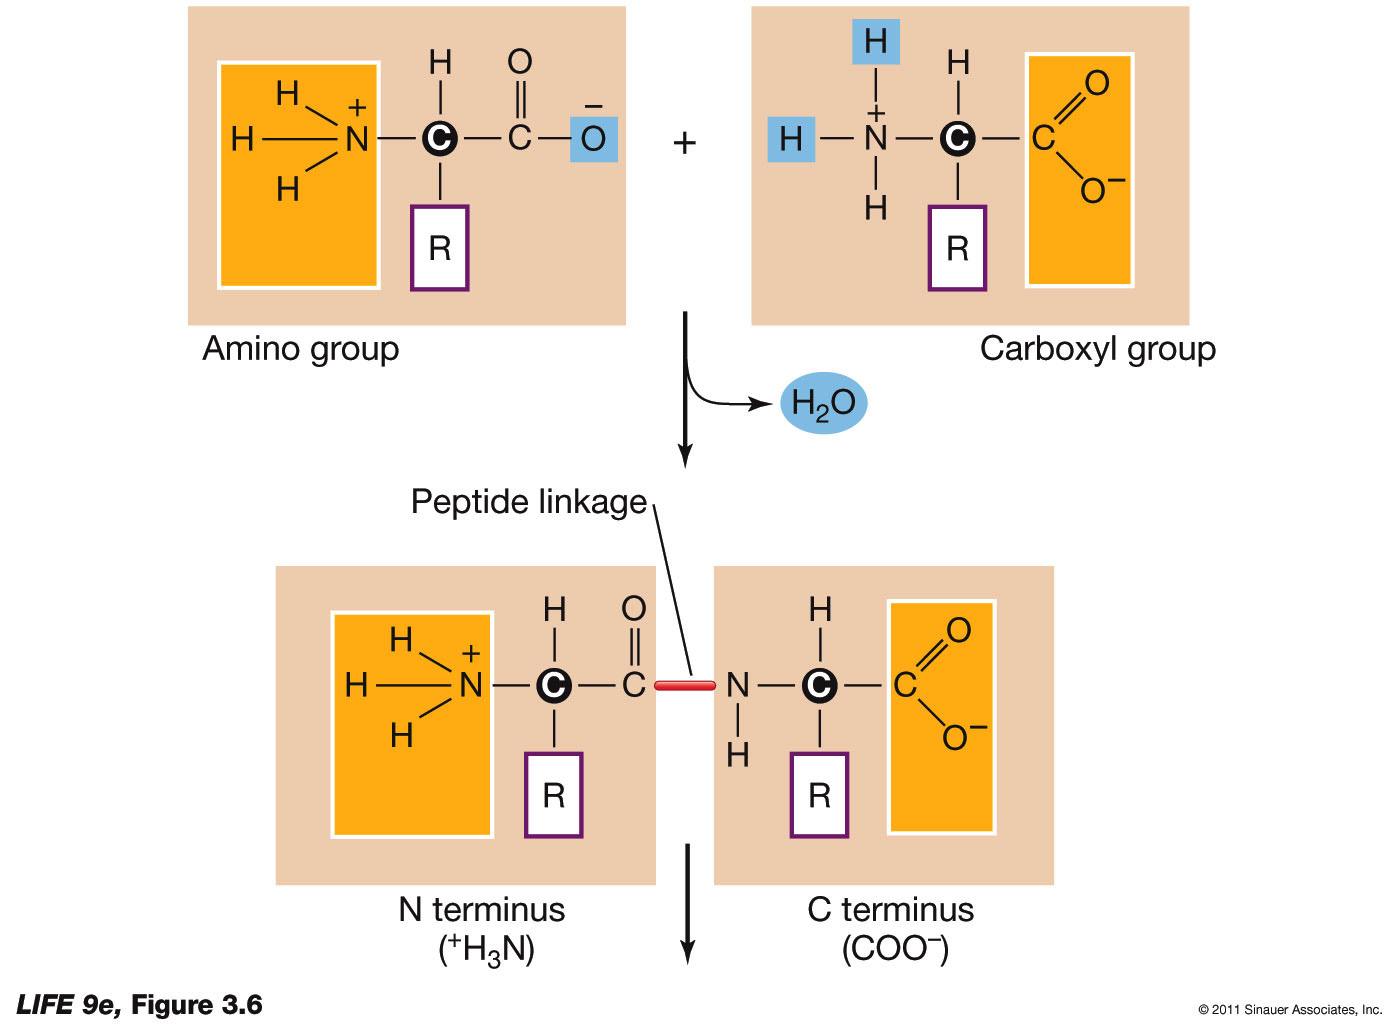 H H
O H
H + − H
H N C C O + H N + C C O
H H O−
R R
Amino group Carboxyl group
H2O
Peptide linkage
H O H
H + O
H N C C N C C
H H O−
R R
N terminus C terminus
(+H3N) (COO−)
LIFE 9e, Figure 3.6 © 2011 Sinauer Associates, Inc.